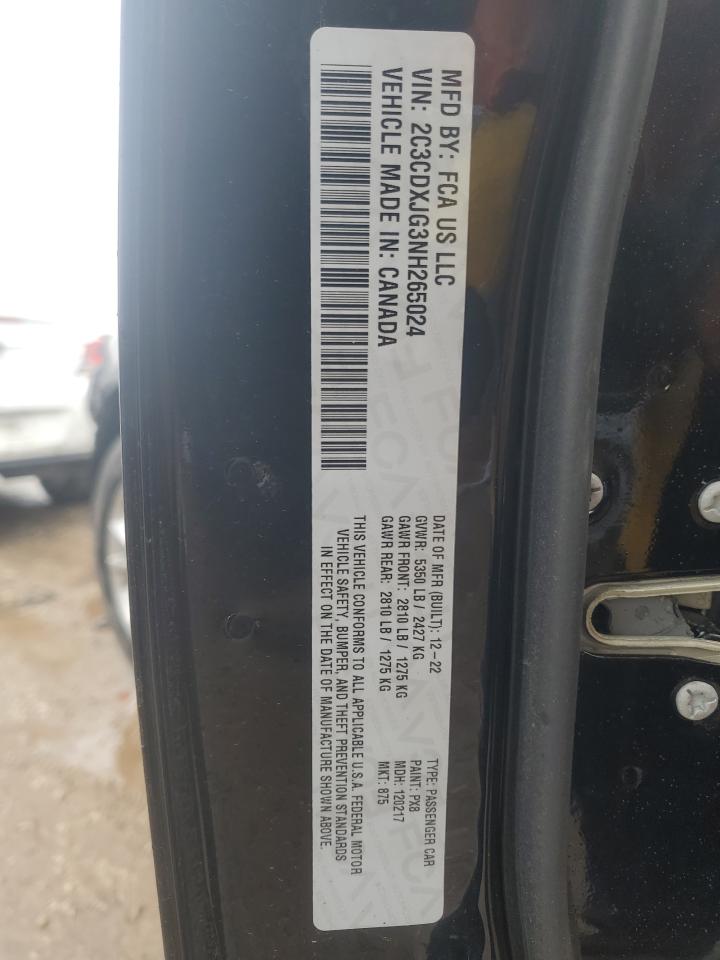 MFD BY: FCA US LLC
VIN: 2C3CDXJG3NH265024
VEHICLE MADE IN: CANADA
DATE OF MFR (BUILT): 12-22
GVWR: 5350 LB / 2427 KG
GAWR FRONT: 2810 LB / 1275 KG
GAWR REAR: 2810 LB / 1275 KG
TYPE: PASSENGER CAR
PAINT: PX8
MDH: 120217
MKT: 875
THIS VEHICLE CONFORMS TO ALL APPLICABLE U.S.A. FEDERAL MOTOR
VEHICLE SAFETY, BUMPER, AND THEFT PREVENTION STANDARDS
IN EFFECT ON THE DATE OF MANUFACTURE SHOWN ABOVE.